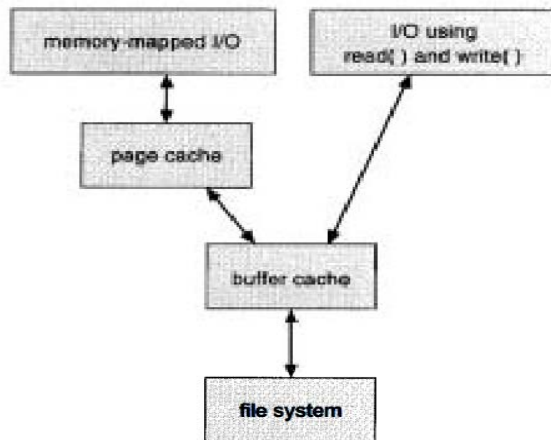 memory-mapped I/O
I/O using
read( ) and write( )
page cache
buffer cache
file system